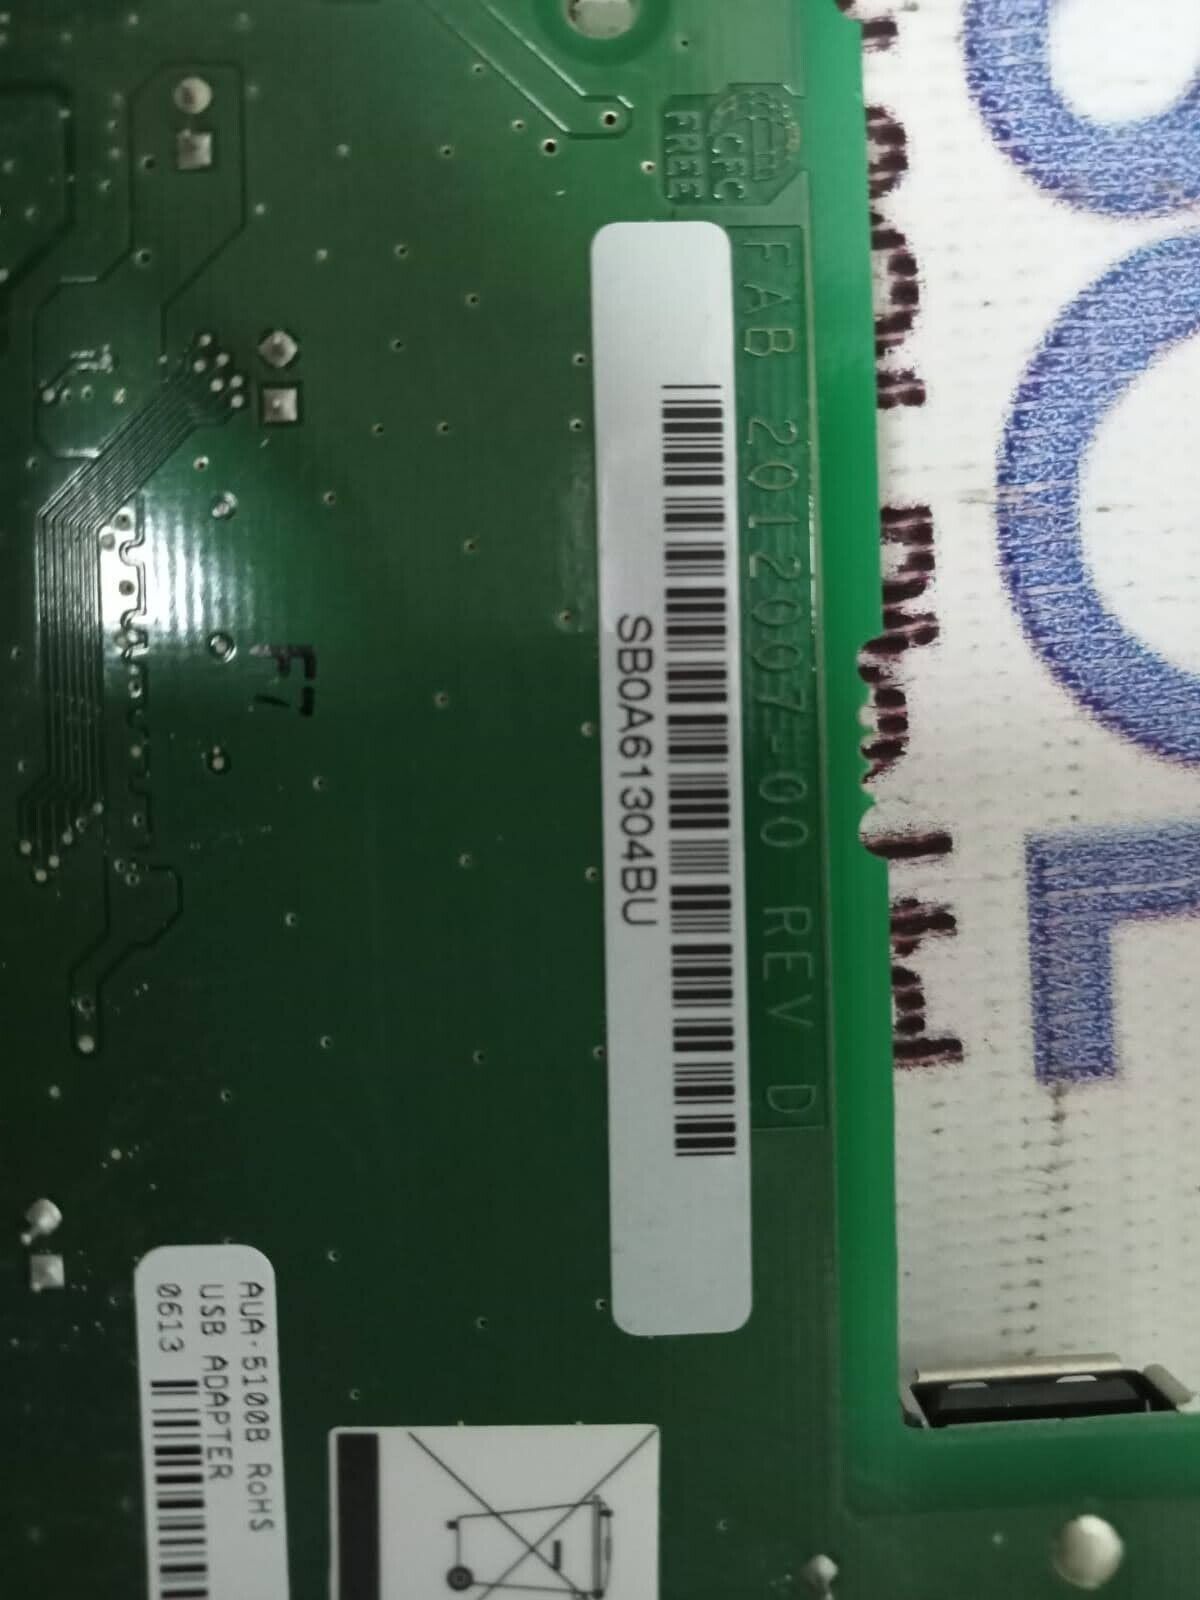 CFC
FREE
FAB 2012007-00 REV D
SB0A61304BU
F7
AUA-5100B RoHS
USB ADAPTER
0613